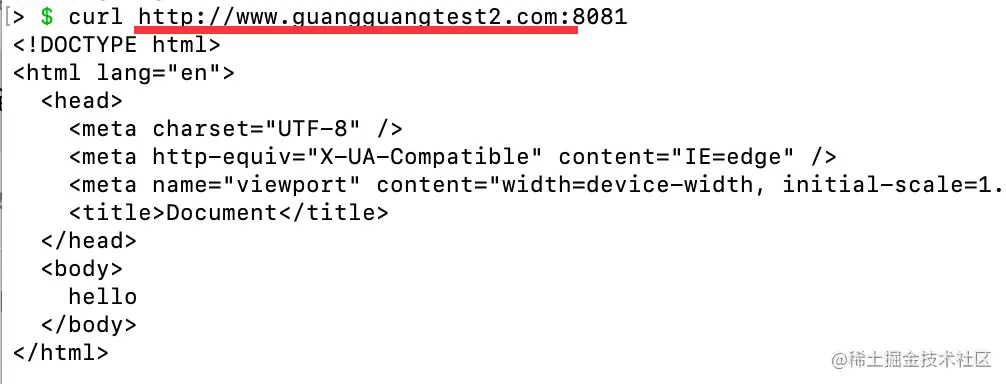 [> $ curl http://www.guangguangtest2.com:8081
<!DOCTYPE html>
<html lang="en">
<head>
<meta charset="UTF-8" />
<meta http-equiv="X-UA-Compatible" content="IE=edge" />
<meta name="viewport" content="width=device-width, initial-scale=1.
<title>Document</title>
</head>
<body>
hello
</body>
</html>
@稀土掘金技术社区